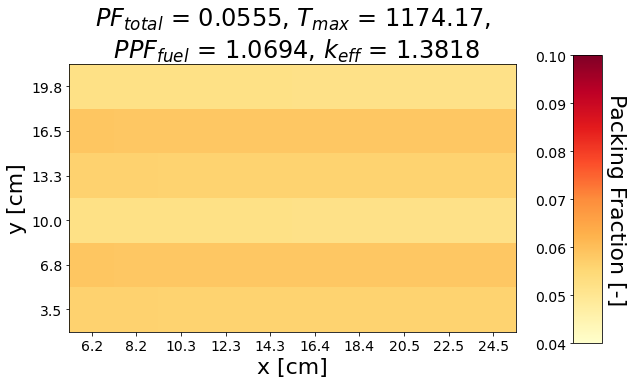 PF_total = 0.0555, T_max = 1174.17,
PPF_fuel = 1.0694, k_eff = 1.3818
0.10
0.09
0.08
0.07
0.06
0.05
0.04
Packing Fraction [-]
19.8
16.5
13.3
10.0
6.8
3.5
y [cm]
6.2 8.2 10.3 12.3 14.3 16.4 18.4 20.5 22.5 24.5
x [cm]